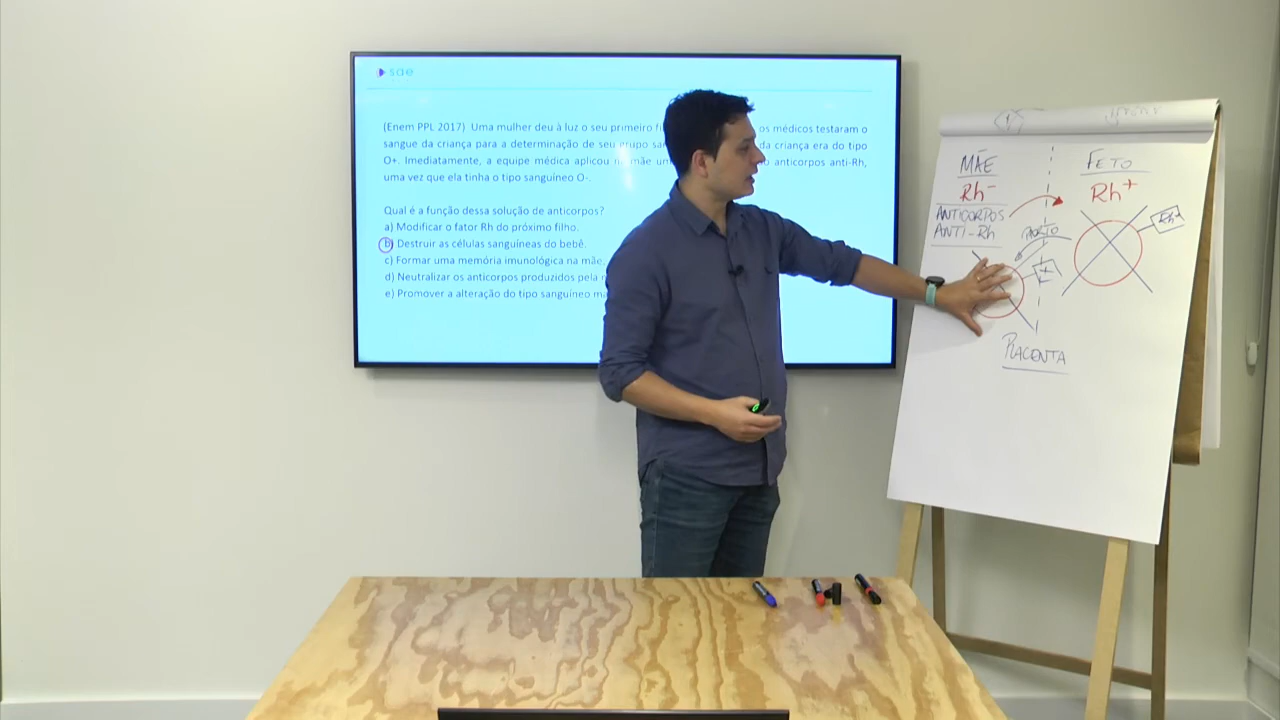 sae
(Enem PPL 2017) Uma mulher deu à luz o seu primeiro os médicos testaram o
sangue da criança para a determinação de seu grupo da criança era do tipo
O+. Imediatamente, a equipe médica aplicou na mãe anticorpos anti-Rh,
uma vez que ela tinha o tipo sanguíneo O-.
Qual é a função dessa solução de anticorpos?
a) Modificar o fator Rh do próximo filho.
b) Destruir as células sanguíneas do bebê.
c) Formar uma memória imunológica na mãe.
d) Neutralizar os anticorpos produzidos pela
e) Promover a alteração do tipo sanguíneo
MÃE
Rh-
ANTICORPOS
ANTI-Rh
PARTO
FETO
Rh+
PLACENTA